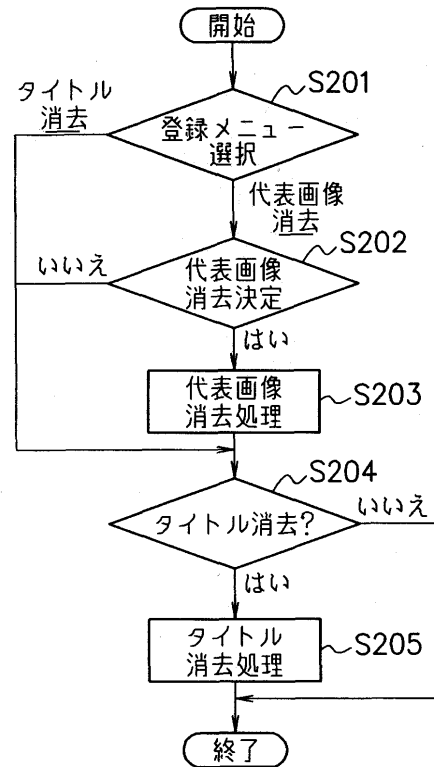 開始
S201
タイトル
消去
登録メニュー
選択
代表画像
消去
S202
いいえ
代表画像
消去決定
はい
代表画像
消去処理
S203
S204
タイトル消去?
いいえ
はい
タイトル
消去処理
S205
終了